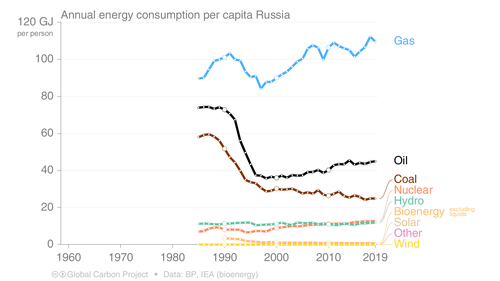 Annual energy consumption per capita Russia
120 GJ
per person
100
80
60
40
20
0
Gas
Oil
Coal
Nuclear
Hydro
Bioenergy excluding liquids
Solar
Other
Wind
1960 1970 1980 1990 2000 2010 2019
Global Carbon Project • Data: BP, IEA (bioenergy)